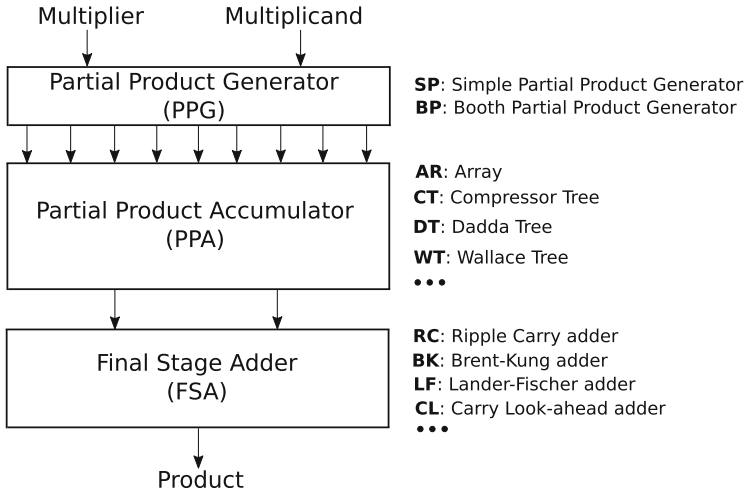 Multiplier
Multiplicand
Partial Product Generator
(PPG)
SP: Simple Partial Product Generator
BP: Booth Partial Product Generator
Partial Product Accumulator
(PPA)
AR: Array
CT: Compressor Tree
DT: Dadda Tree
WT: Wallace Tree
•••
Final Stage Adder
(FSA)
RC: Ripple Carry adder
BK: Brent-Kung adder
LF: Lander-Fischer adder
CL: Carry Look-ahead adder
•••
Product